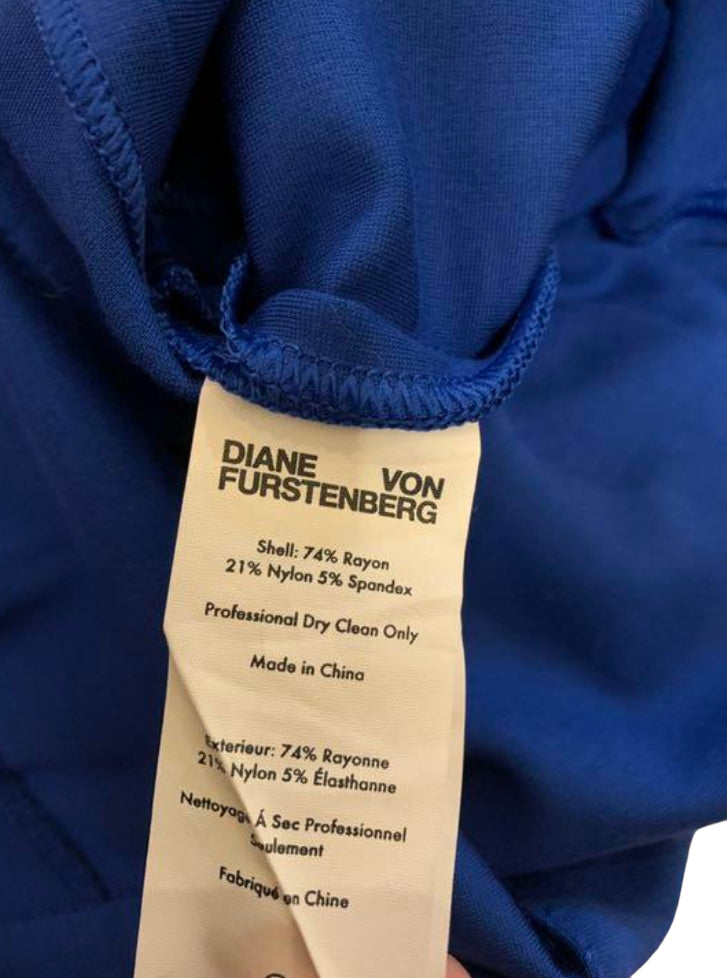 DIANE VON
FURSTENBERG
Shell: 74% Rayon
21% Nylon 5% Spandex
Professional Dry Clean Only
Made in China
Exterieur: 74% Rayonne
21% Nylon 5% Élasthanne
Nettoyage Á Sec Professionnel
Seulement
Fabriqué en Chine